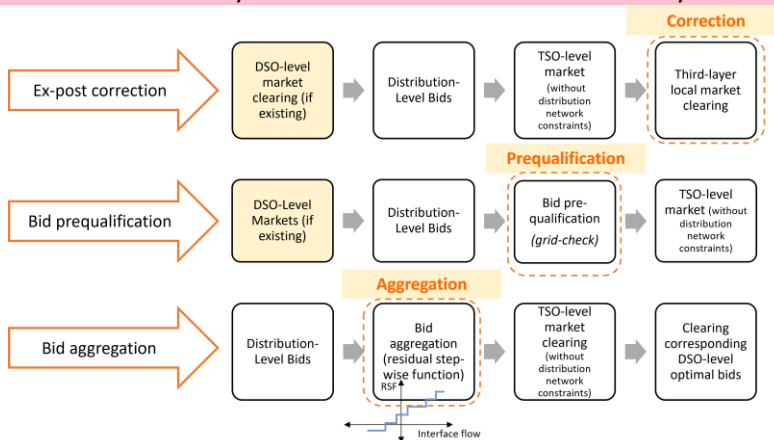 Correction
Ex-post correction
DSO-level
market
clearing (if
existing)
Distribution-
Level Bids
TSO-level
market
(without
distribution
network
constraints)
Third-layer
local market
clearing
Prequalification
Bid prequalification
DSO-Level
Markets (if
existing)
Distribution-
Level Bids
Bid pre-
qualification
(grid-check)
TSO-level
market (without
distribution
network
constraints)
Aggregation
Bid aggregation
Distribution-
Level Bids
Bid
aggregation
(residual step-
wise function)
RSF
Interface flow
TSO-level
market
clearing
(without
distribution
network
constraints)
Clearing
corresponding
DSO-level
optimal bids